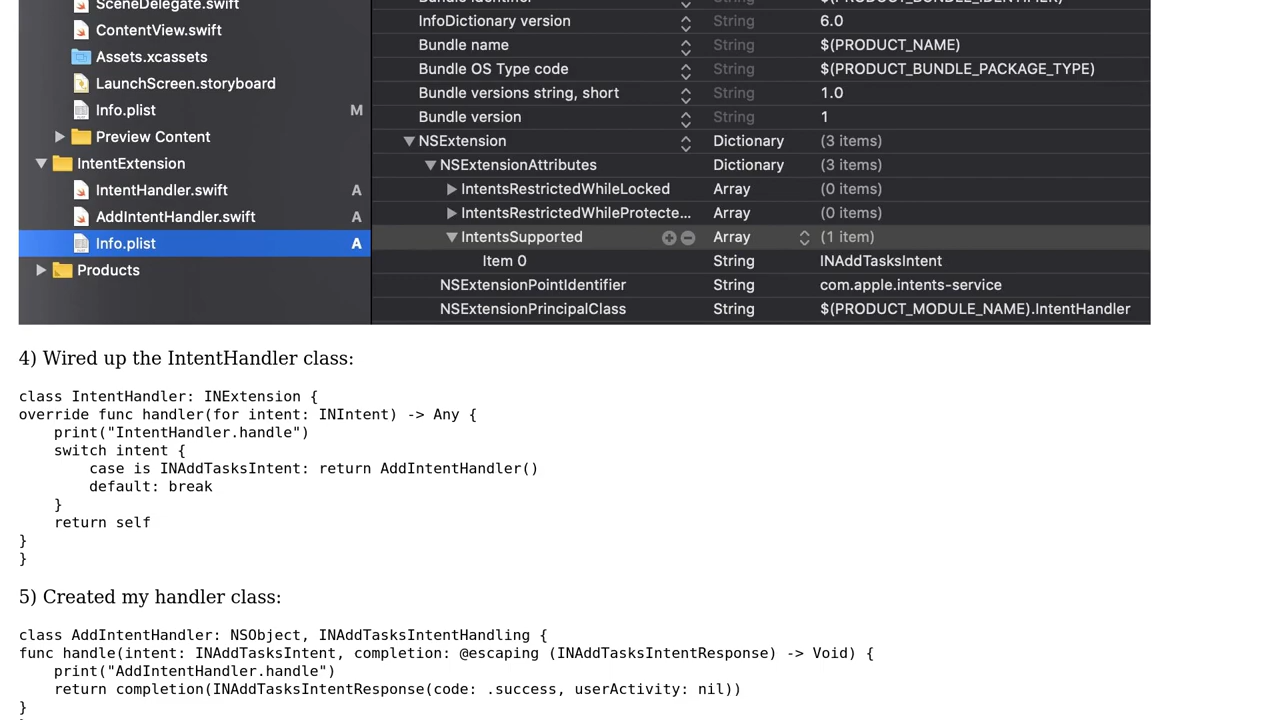 SceneDelegate.swift
Bundle identifier String $(PRODUCT_BUNDLE_IDENTIFIER)
ContentView.swift
InfoDictionary version String 6.0
Assets.xcassets
Bundle name String $(PRODUCT_NAME)
LaunchScreen.storyboard
Bundle OS Type code String $(PRODUCT_BUNDLE_PACKAGE_TYPE)
Info.plist M
Bundle versions string, short String 1.0
Preview Content
Bundle version String 1
IntentExtension
NSExtension Dictionary (3 items)
IntentHandler.swift A
NSExtensionAttributes Dictionary (3 items)
AddIntentHandler.swift A
IntentsRestrictedWhileLocked Array (0 items)
Info.plist A
IntentsRestrictedWhileProtecte... Array (0 items)
Products
IntentsSupported Array (1 item)
Item 0 String INAddTasksIntent
NSExtensionPointIdentifier String com.apple.intents-service
NSExtensionPrincipalClass String $(PRODUCT_MODULE_NAME).IntentHandler
4) Wired up the IntentHandler class:
class IntentHandler: INExtension {
override func handler(for intent: INIntent) -> Any {
    print("IntentHandler.handle")
    switch intent {
        case is INAddTasksIntent: return AddIntentHandler()
        default: break
    }
    return self
}
}
5) Created my handler class:
class AddIntentHandler: NSObject, INAddTasksIntentHandling {
func handle(intent: INAddTasksIntent, completion: @escaping (INAddTasksIntentResponse) -> Void) {
    print("AddIntentHandler.handle")
    return completion(INAddTasksIntentResponse(code: .success, userActivity: nil))
}